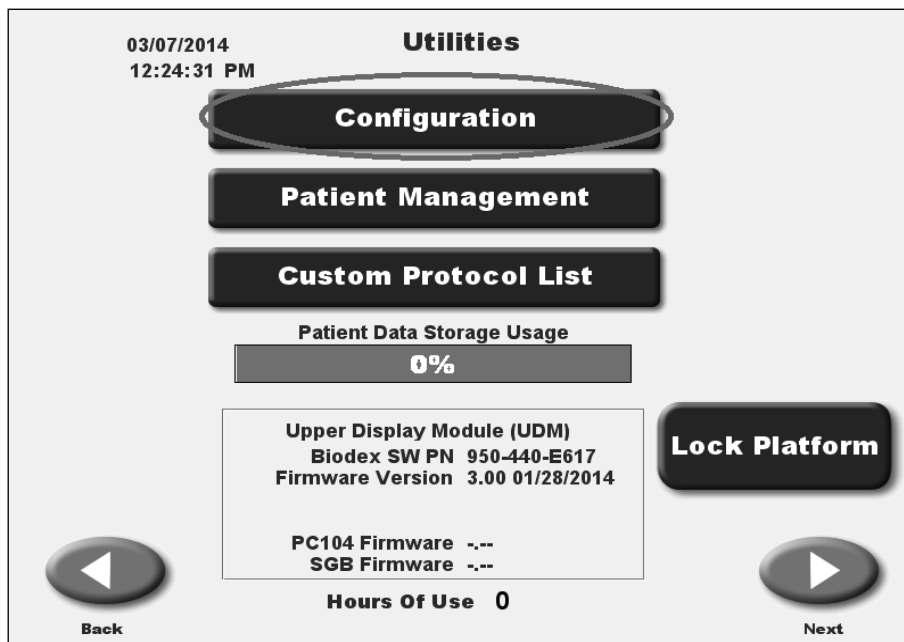 03/07/2014
12:24:31 PM
Utilities
Configuration
Patient Management
Custom Protocol List
Patient Data Storage Usage
0%
Upper Display Module (UDM)
Biodex SW PN 950-440-E617
Firmware Version 3.00 01/28/2014
PC104 Firmware -.--
SGB Firmware -.--
Lock Platform
Hours Of Use 0
Back
Next